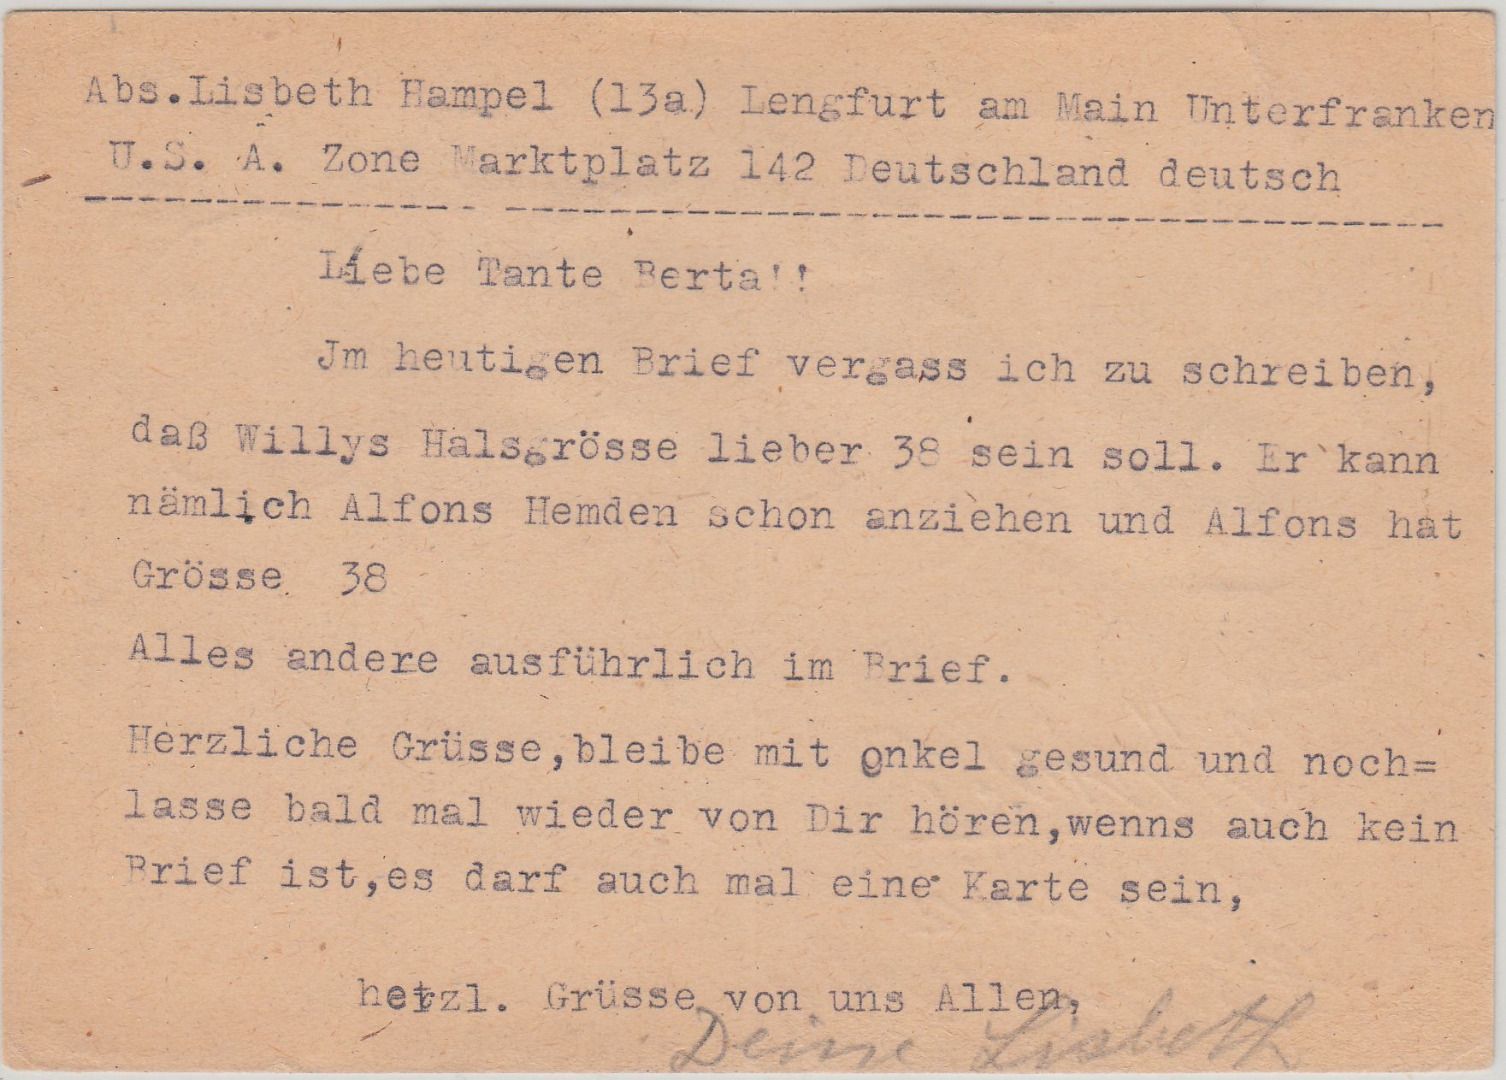 Abs.Lisbeth Hampel (13a) Lengfurt am Main Unterfranken
U.S. A. Zone Marktplatz 142 Deutschland deutsch
Liebe Tante Berta!!
Jm heutigen Brief vergass ich zu schreiben,
daß Willys Halsgrösse lieber 38 sein soll. Er kann
nämlich Alfons Hemden schon anziehen und Alfons hat
Grösse 38
Alles andere ausführlich im Brief.
Herzliche Grüsse,bleibe mit onkel gesund und noch=
lasse bald mal wieder von Dir hören,wenns auch kein
Brief ist,es darf auch mal eine Karte sein,
herzl. Grüsse von uns Allen,
Deine Lisbeth